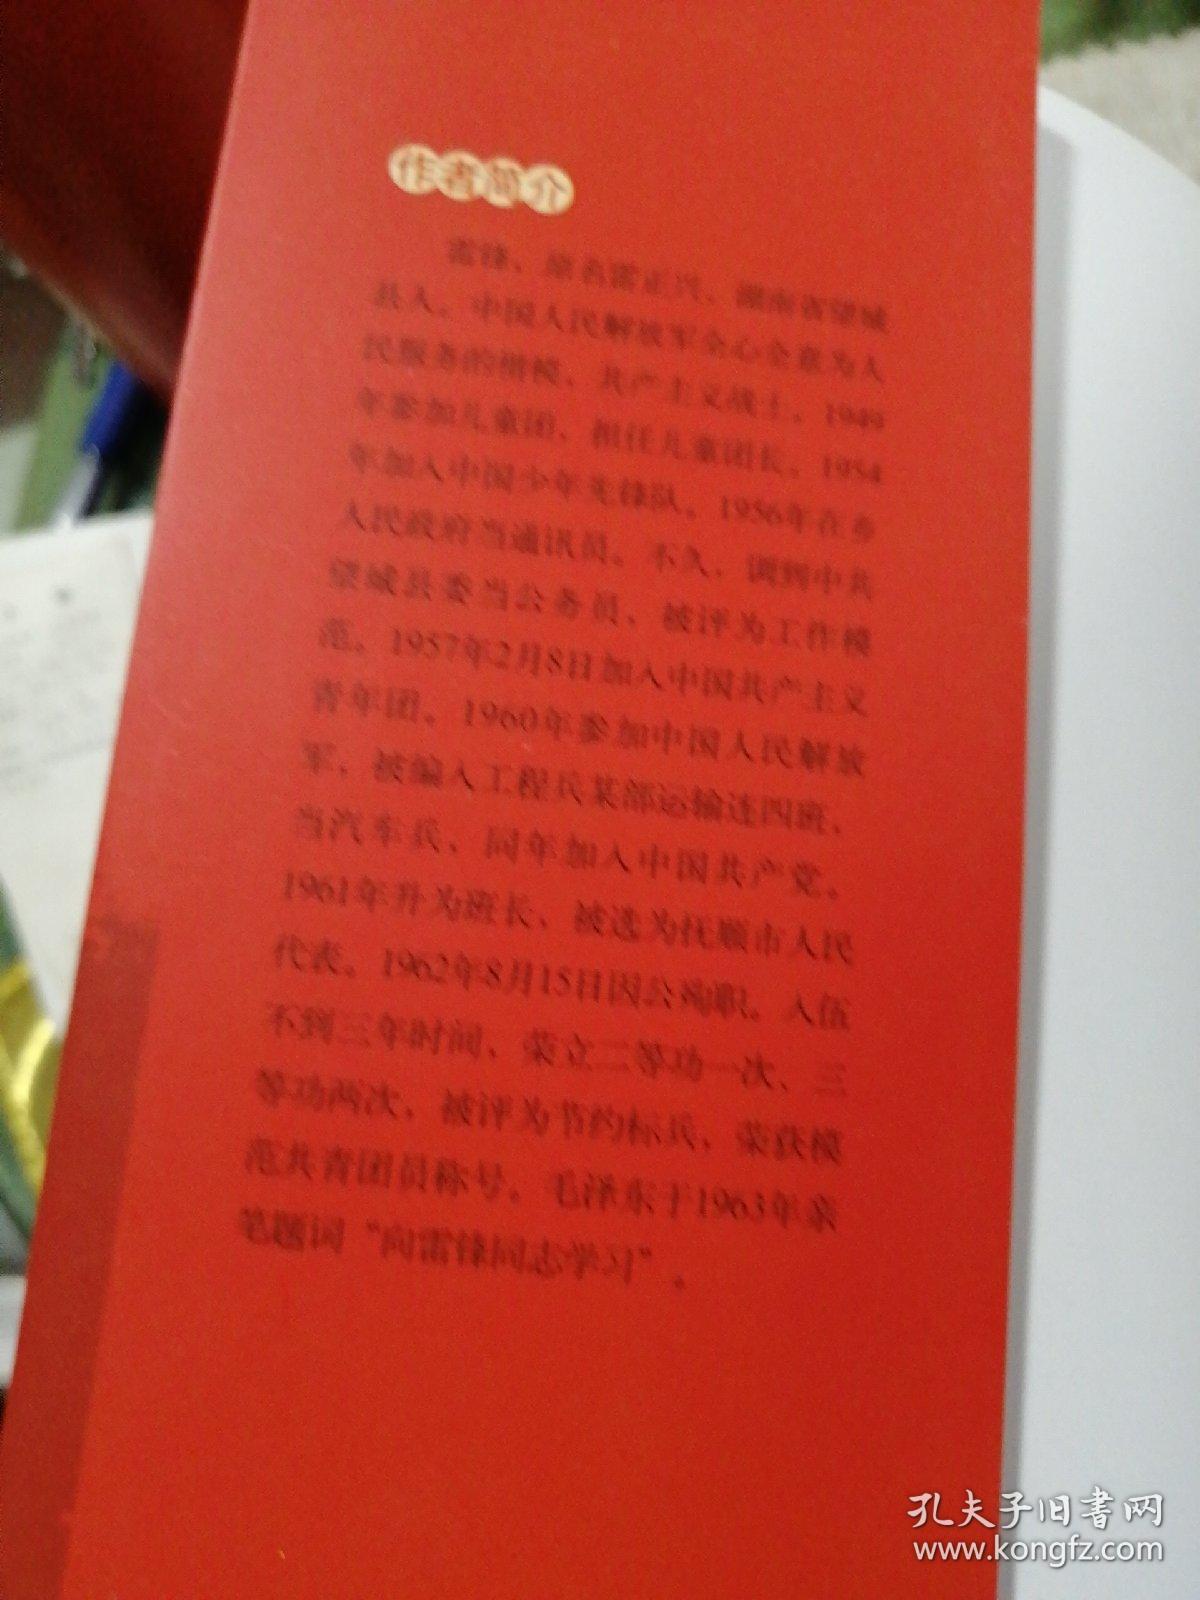 作者简介
雷锋，原名雷正兴，湖南省望城
县人。中国人民解放军全心全意为人
民服务的楷模，共产主义战士。1949
年参加儿童团，担任儿童团长。1954
年加入中国少年先锋队。1956年在乡
人民政府当通讯员。不久，调到中共
望城县委当公务员，被评为工作模
范。1957年2月8日加入中国共产主义
青年团。1960年参加中国人民解放
军，被编入工程兵某部运输连四班，
当汽车兵，同年加入中国共产党。
1961年升为班长，被选为抚顺市人民
代表。1962年8月15日因公殉职。入伍
不到三年时间，荣立二等功一次、三
等功两次，被评为节约标兵，荣获模
范共青团员称号。毛泽东于1963年亲
笔题词“向雷锋同志学习”。
孔夫子旧书网
www.kongfz.com